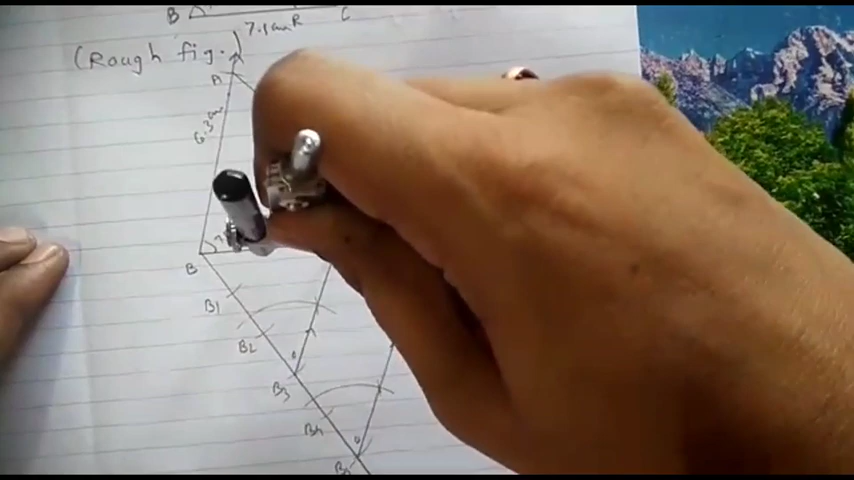 B 7.1 cm R C
(Rough fig.)
A
6.3 cm
B
B1
B2
B3
B4
B5